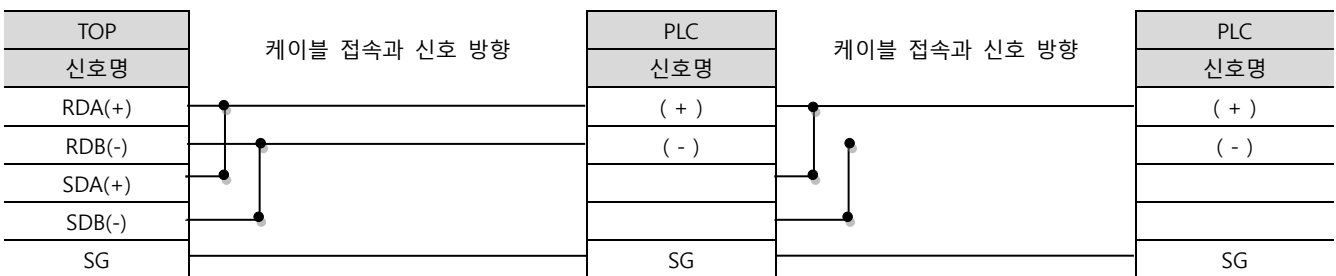 TOP 케이블 접속과 신호 방향 PLC 케이블 접속과 신호 방향 PLC
신호명 신호명 신호명
RDA(+) ( + ) ( + )
RDB(-) ( - ) ( - )
SDA(+)
SDB(-)
SG SG SG